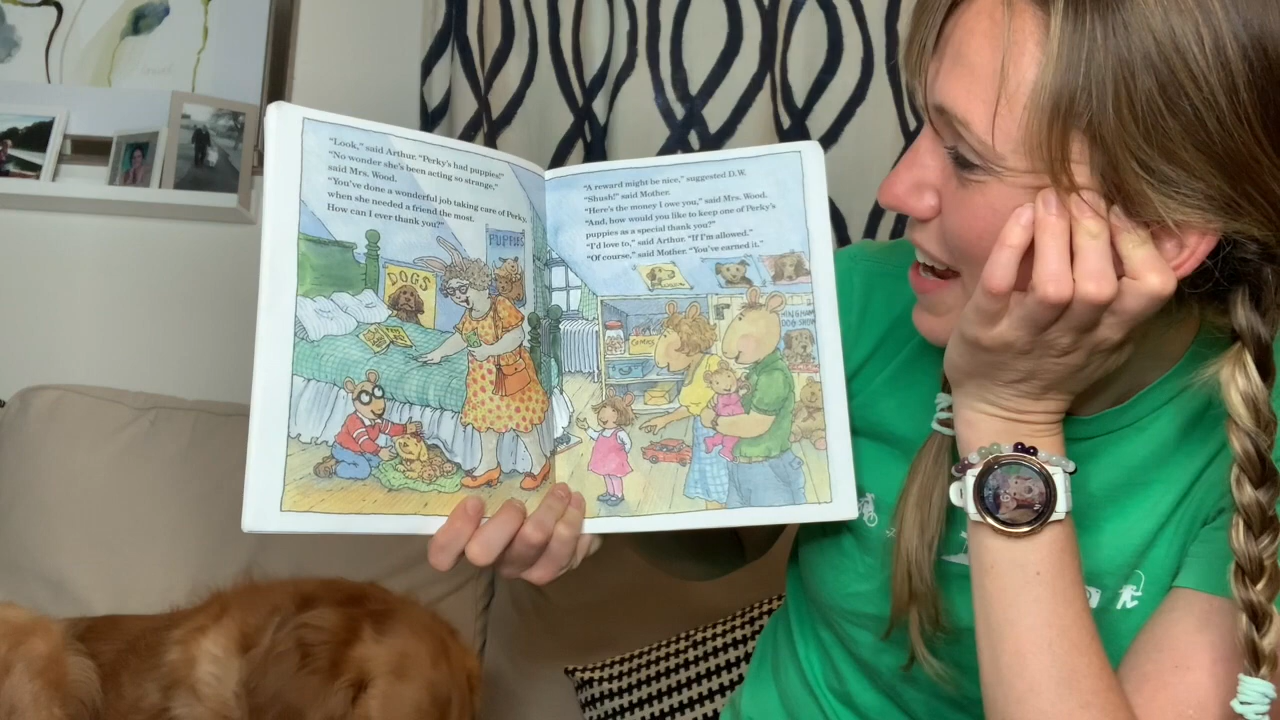 "Look," said Arthur. "Perky's had puppies!"
"No wonder she's been acting so strange,"
said Mrs. Wood.
"You've done a wonderful job taking care of Perky,
when she needed a friend the most.
How can I ever thank you?"
"A reward might be nice," suggested D.W.
"Shush!" said Mother.
"Here's the money I owe you," said Mrs. Wood.
"And, how would you like to keep one of Perky's
puppies as a special thank you?"
"I'd love to," said Arthur. "If I'm allowed."
"Of course," said Mother. "You've earned it."
PUPPIES
DOGS
COMICS
DOG SHOW